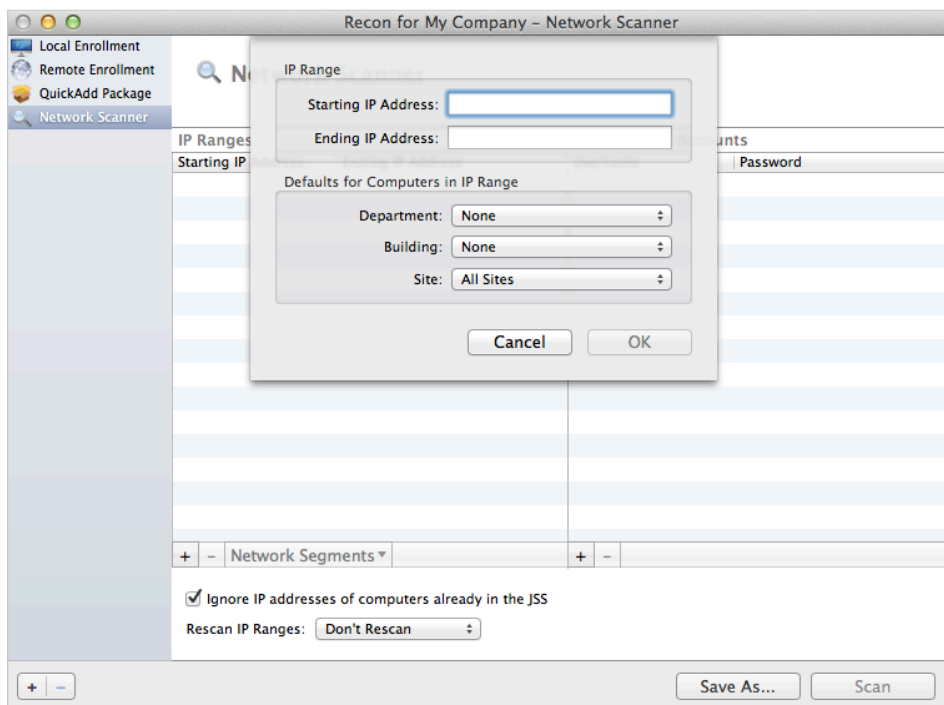 Recon for My Company – Network Scanner
Local Enrollment
Remote Enrollment
QuickAdd Package
Network Scanner
Network Scanner
IP Range
Starting IP Address:
Ending IP Address:
Defaults for Computers in IP Range
Department: None
Building: None
Site: All Sites
Cancel OK
IP Ranges
Starting IP
Password
+ - Network Segments
+ -
Ignore IP addresses of computers already in the JSS
Rescan IP Ranges: Don't Rescan
+ -
Save As... Scan